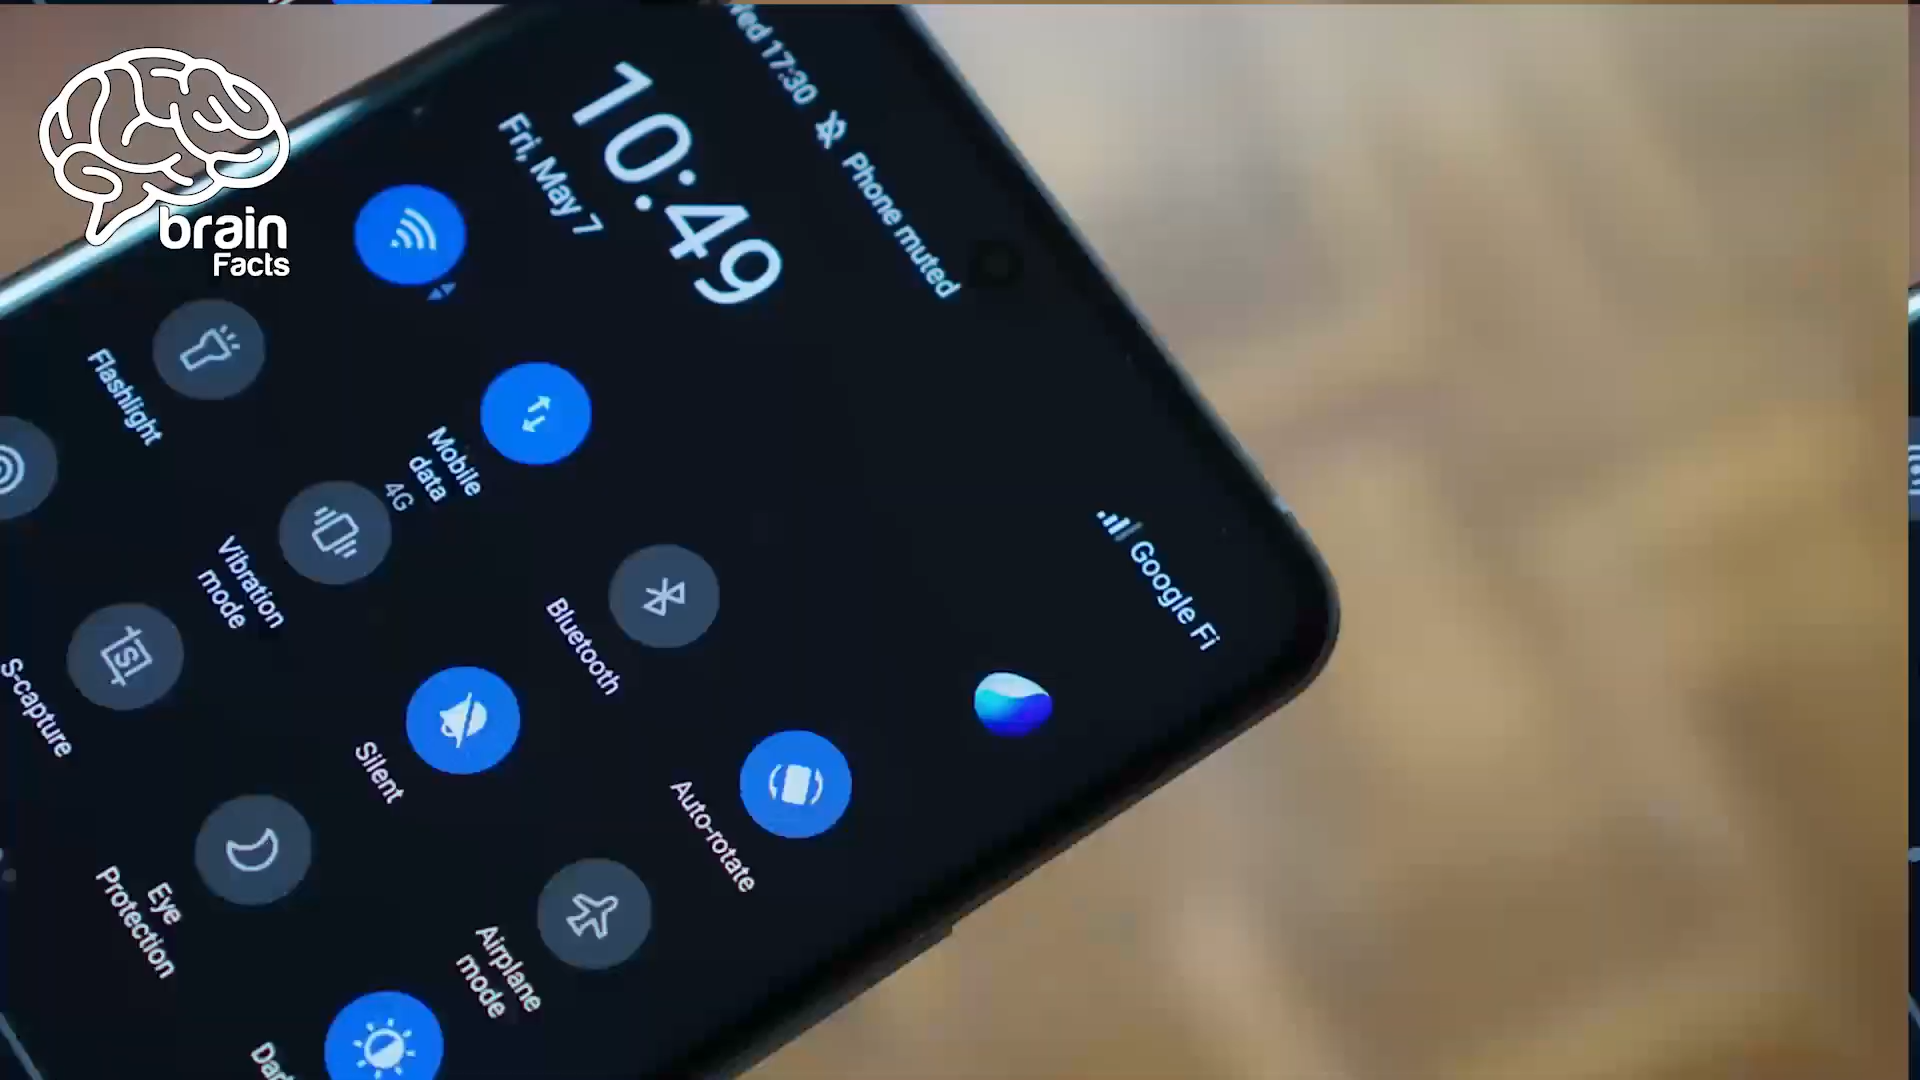 brain
Facts
Wed 17:30 Phone muted
10:49
Fri, May 7
Google Fi
Mobile
data
4G
Bluetooth
Auto-rotate
Flashlight
Vibration
mode
Silent
Airplane
mode
S-capture
Eye
Protection